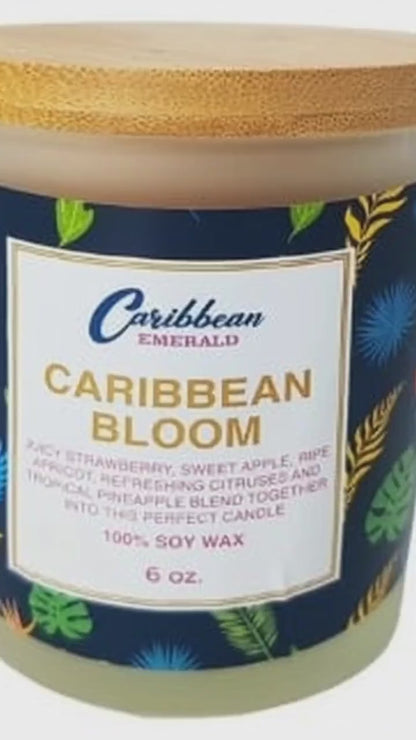 Caribbean
EMERALD
CARIBBEAN
BLOOM
JUICY STRAWBERRY, SWEET APPLE, RIPE
APRICOT, REFRESHING CITRUSES AND
TROPICAL PINEAPPLE BLEND TOGETHER
INTO THIS PERFECT CANDLE
100% SOY WAX
6 oz.